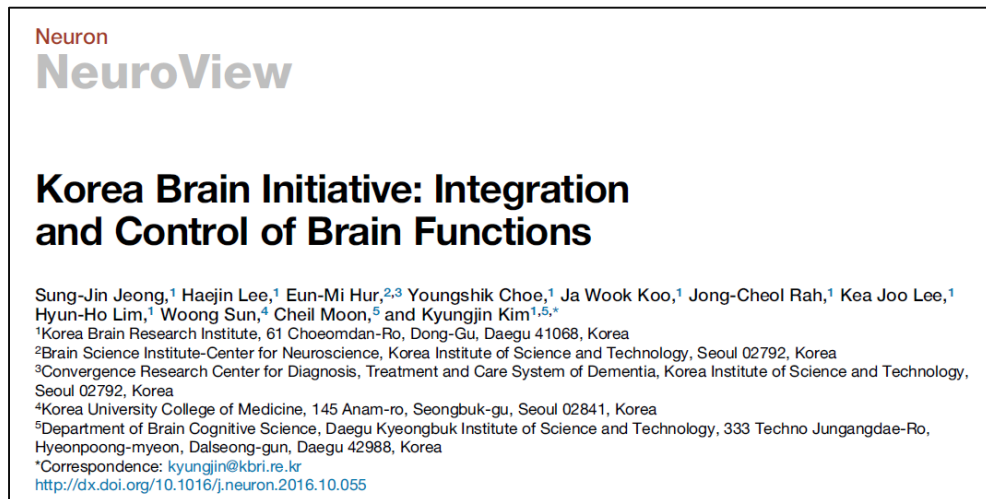 Neuron
NeuroView
Korea Brain Initiative: Integration
and Control of Brain Functions
Sung-Jin Jeong,1 Haejin Lee,1 Eun-Mi Hur,2,3 Youngshik Choe,1 Ja Wook Koo,1 Jong-Cheol Rah,1 Kea Joo Lee,1
Hyun-Ho Lim,1 Woong Sun,4 Cheil Moon,5 and Kyungjin Kim1,5,*
1Korea Brain Research Institute, 61 Choeomdan-Ro, Dong-Gu, Daegu 41068, Korea
2Brain Science Institute-Center for Neuroscience, Korea Institute of Science and Technology, Seoul 02792, Korea
3Convergence Research Center for Diagnosis, Treatment and Care System of Dementia, Korea Institute of Science and Technology,
Seoul 02792, Korea
4Korea University College of Medicine, 145 Anam-ro, Seongbuk-gu, Seoul 02841, Korea
5Department of Brain Cognitive Science, Daegu Kyeongbuk Institute of Science and Technology, 333 Techno Jungangdae-Ro,
Hyeonpoong-myeon, Dalseong-gun, Daegu 42988, Korea
*Correspondence: kyungjin@kbri.re.kr
http://dx.doi.org/10.1016/j.neuron.2016.10.055